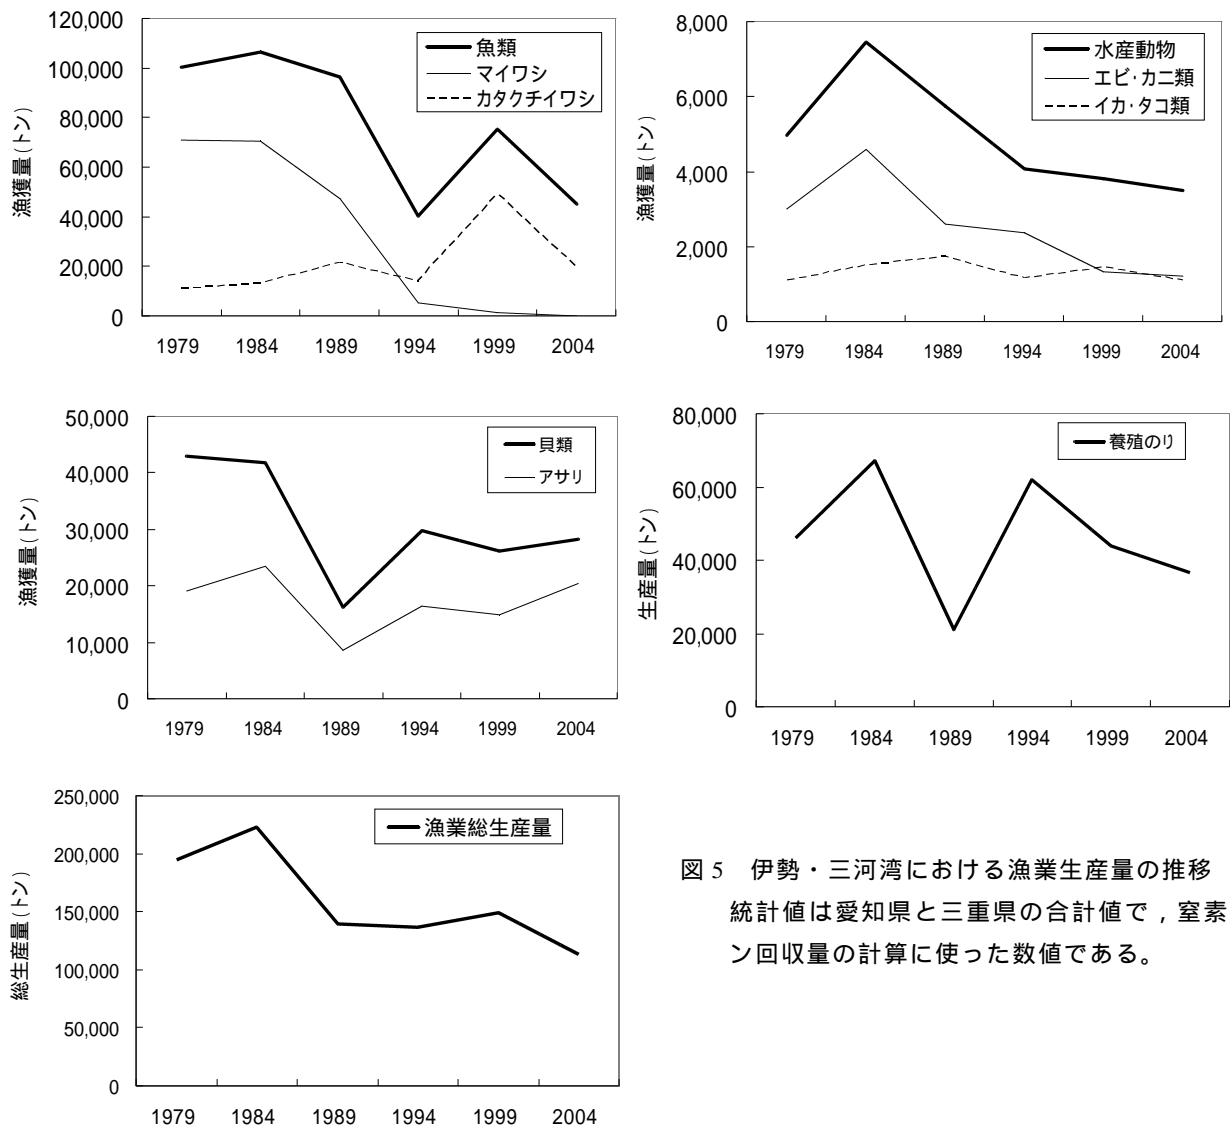 120,000
100,000
80,000
60,000
40,000
20,000
0
漁獲量(トン)
魚類
マイワシ
カタクチイワシ
1979 1984 1989 1994 1999 2004
8,000
6,000
4,000
2,000
0
漁獲量(トン)
水産動物
エビ・カニ類
イカ・タコ類
1979 1984 1989 1994 1999 2004
50,000
40,000
30,000
20,000
10,000
0
漁獲量(トン)
貝類
アサリ
1979 1984 1989 1994 1999 2004
80,000
60,000
40,000
20,000
0
生産量(トン)
養殖のり
1979 1984 1989 1994 1999 2004
250,000
200,000
150,000
100,000
50,000
0
総生産量(トン)
漁業総生産量
1979 1984 1989 1994 1999 2004
図5 伊勢・三河湾における漁業生産量の推移
統計値は愛知県と三重県の合計値で，窒素
ン回収量の計算に使った数値である。